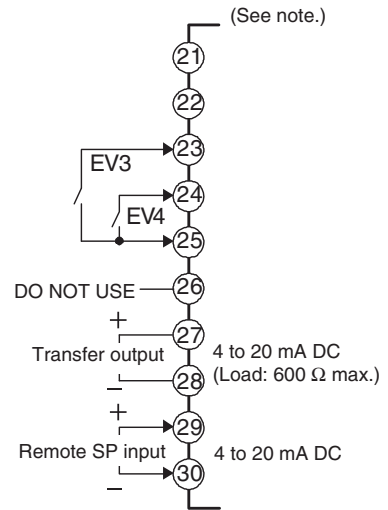 (See note.)
21
22
23
EV3
24
EV4
25
DO NOT USE
26
+
27
Transfer output
4 to 20 mA DC
(Load: 600 Ω max.)
–
28
+
29
Remote SP input
4 to 20 mA DC
–
30